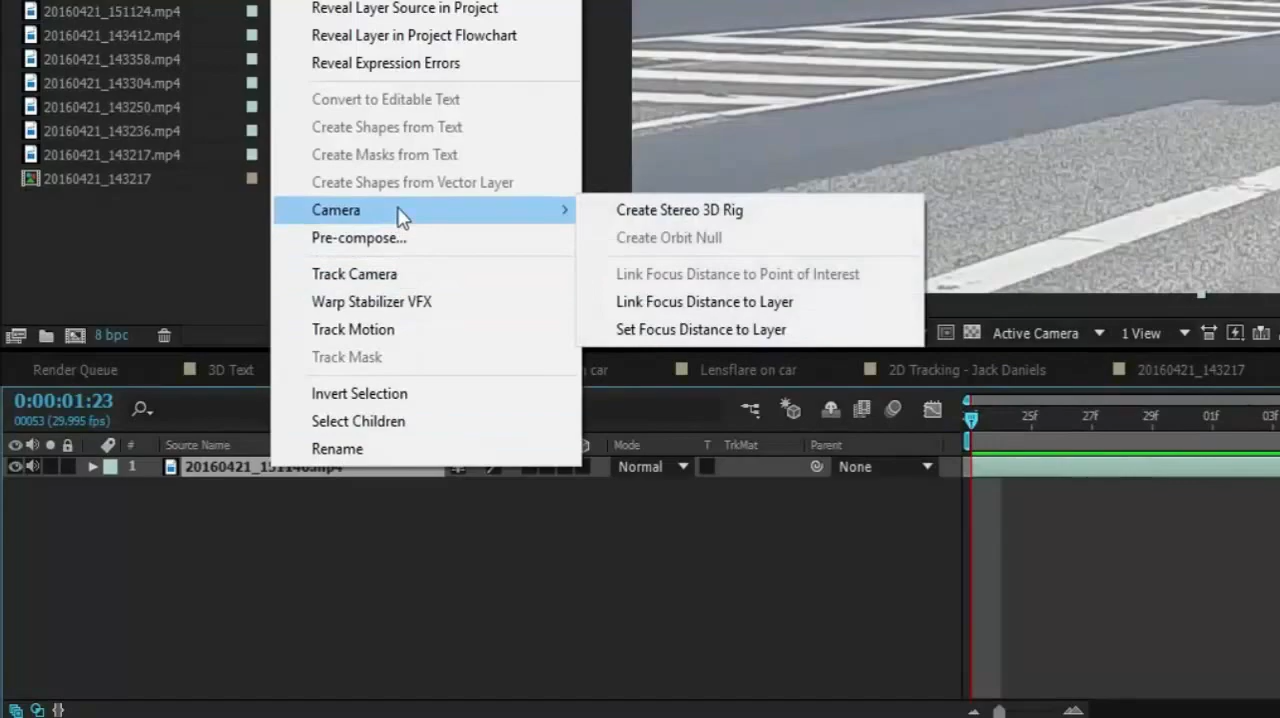 20160421_151124.mp4
20160421_143412.mp4
20160421_143358.mp4
20160421_143304.mp4
20160421_143250.mp4
20160421_143236.mp4
20160421_143217.mp4
20160421_143217
8 bpc
Reveal Layer Source in Project
Reveal Layer in Project Flowchart
Reveal Expression Errors
Convert to Editable Text
Create Shapes from Text
Create Masks from Text
Create Shapes from Vector Layer
Camera
Pre-compose...
Track Camera
Warp Stabilizer VFX
Track Motion
Track Mask
Invert Selection
Select Children
Rename
Create Stereo 3D Rig
Create Orbit Null
Link Focus Distance to Point of Interest
Link Focus Distance to Layer
Set Focus Distance to Layer
Active Camera
1 View
Render Queue
3D Text
car
Lensflare on car
2D Tracking - Jack Daniels
20160421_143217
0:00:01:23
00053 (29.995 fps)
25f
27f
29f
01f
03f
# Source Name
Mode
T TrkMat
Parent
1
Normal
None